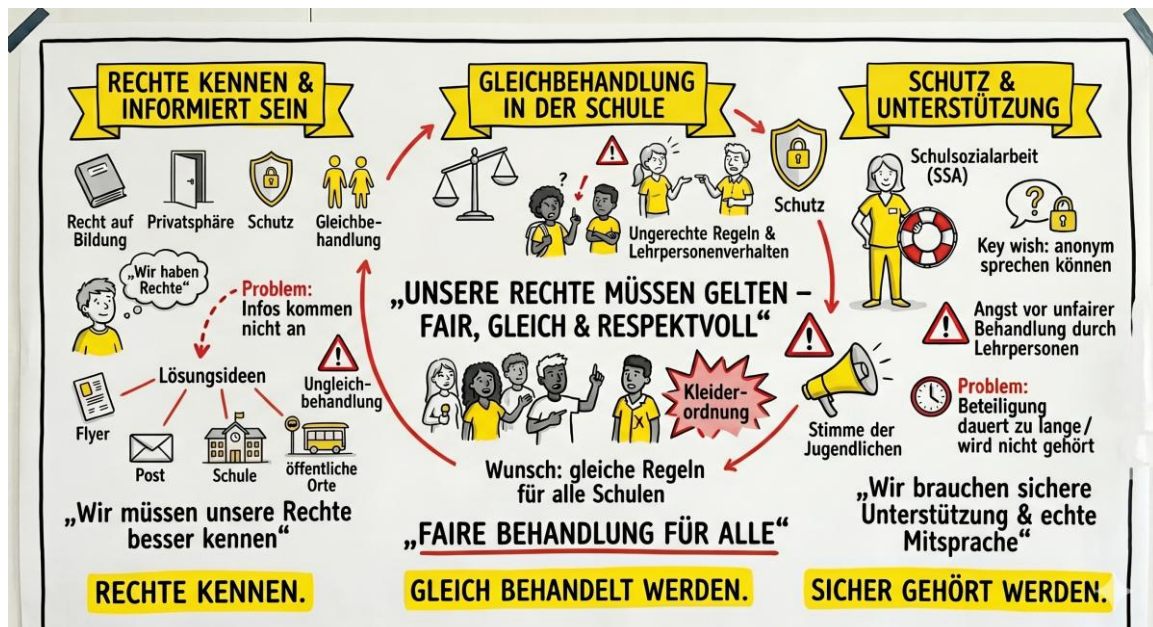 RECHTE KENNEN &
INFORMIERT SEIN
Recht auf
Bildung
Privatsphäre
Schutz
Gleichbe-
handlung
„Wir haben
Rechte“
Problem:
Infos kommen
nicht an
Lösungsideen
Ungleich-
behandlung
Flyer
Post
Schule
öffentliche
Orte
„Wir müssen unsere Rechte
besser kennen“
RECHTE KENNEN.
GLEICHBEHANDLUNG
IN DER SCHULE
?
Ungerechte Regeln &
Lehrpersonenverhalten
Schutz
„UNSERE RECHTE MÜSSEN GELTEN –
FAIR, GLEICH & RESPEKTVOLL“
X
Kleider-
ordnung
Stimme der
Jugendlichen
Wunsch: gleiche Regeln
für alle Schulen
„FAIRE BEHANDLUNG FÜR ALLE“
GLEICH BEHANDELT WERDEN.
SCHUTZ &
UNTERSTÜTZUNG
Schulsozialarbeit
(SSA)
?
Key wish: anonym
sprechen können
Angst vor unfairer
Behandlung durch
Lehrpersonen
Problem:
Beteiligung
dauert zu lange/
wird nicht gehört
„Wir brauchen sichere
Unterstützung & echte
Mitsprache“
SICHER GEHÖRT WERDEN.